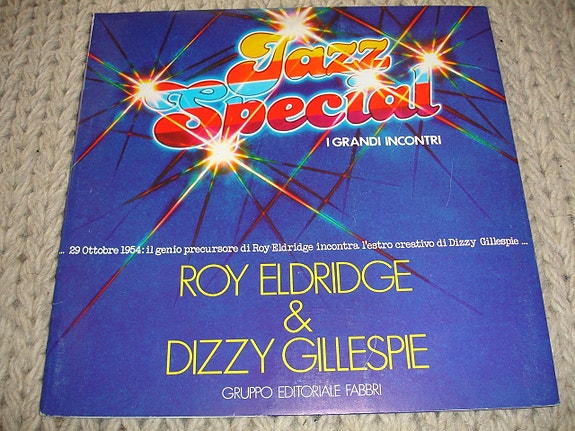 Jazz
Special
I GRANDI INCONTRI
... 29 Ottobre 1954: il genio precursore di Roy Eldridge incontra l'estro creativo di Dizzy Gillespie ...
ROY ELDRIDGE
&
DIZZY GILLESPIE
GRUPPO EDITORIALE FABBRI